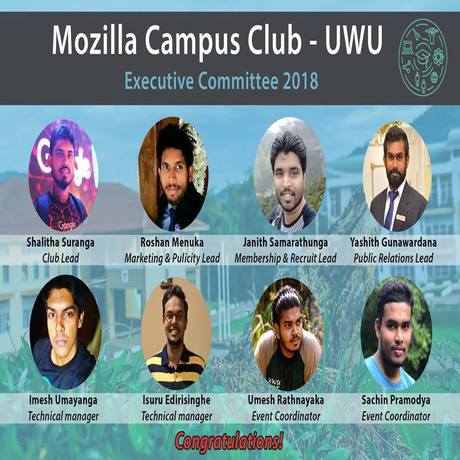 Mozilla Campus Club - UWU
Executive Committee 2018
Google
Google
Shalitha Suranga
Club Lead
Roshan Menuka
Marketing & Pulicity Lead
Janith Samarathunga
Membership & Recruit Lead
Yashith Gunawardana
Public Relations Lead
Imesh Umayanga
Technical manager
Isuru Edirisinghe
Technical manager
Umesh Rathnayaka
Event Coordinator
Sachin Pramodya
Event Coordinator
Congratulations!